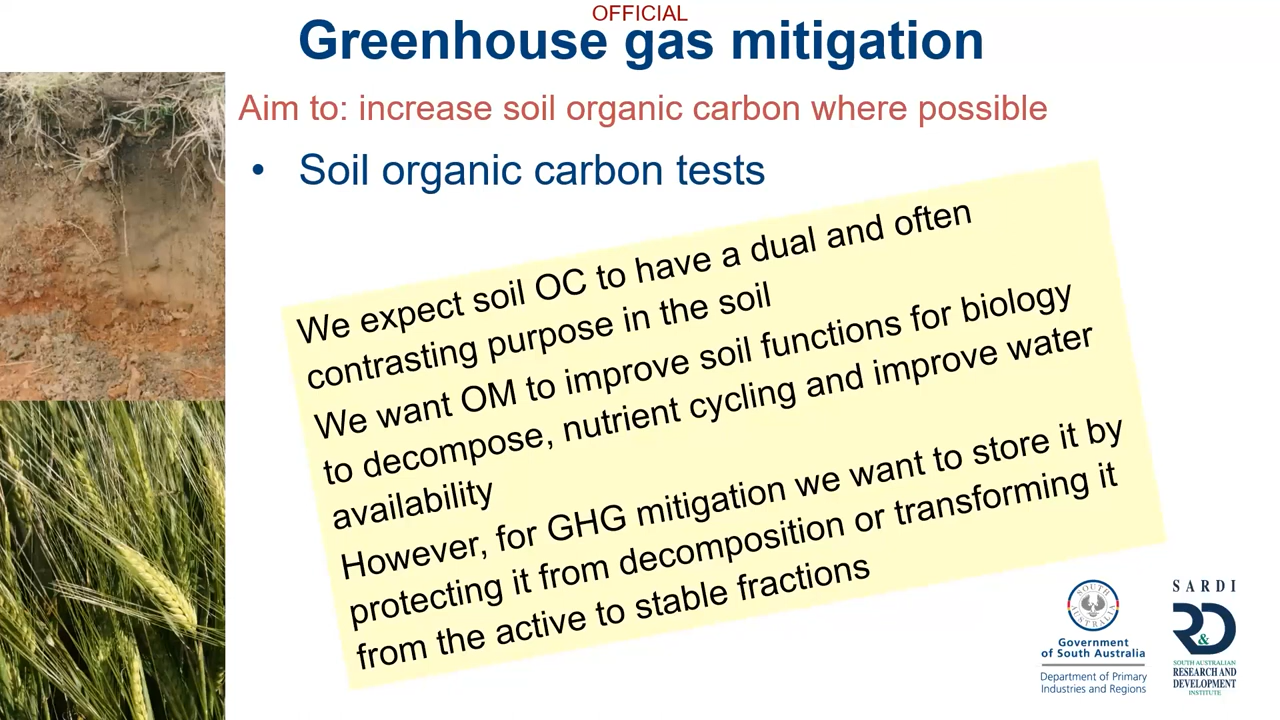 OFFICIAL
Greenhouse gas mitigation
Aim to: increase soil organic carbon where possible
• Soil organic carbon tests
We expect soil OC to have a dual and often
contrasting purpose in the soil
We want OM to improve soil functions for biology
to decompose, nutrient cycling and improve water
availability
However, for GHG mitigation we want to store it by
protecting it from decomposition or transforming it
from the active to stable fractions
SOUTH AUSTRALIA
Government
of South Australia
Department of Primary
Industries and Regions
SARDI
R&D
SOUTH AUSTRALIAN
RESEARCH AND
DEVELOPMENT
INSTITUTE